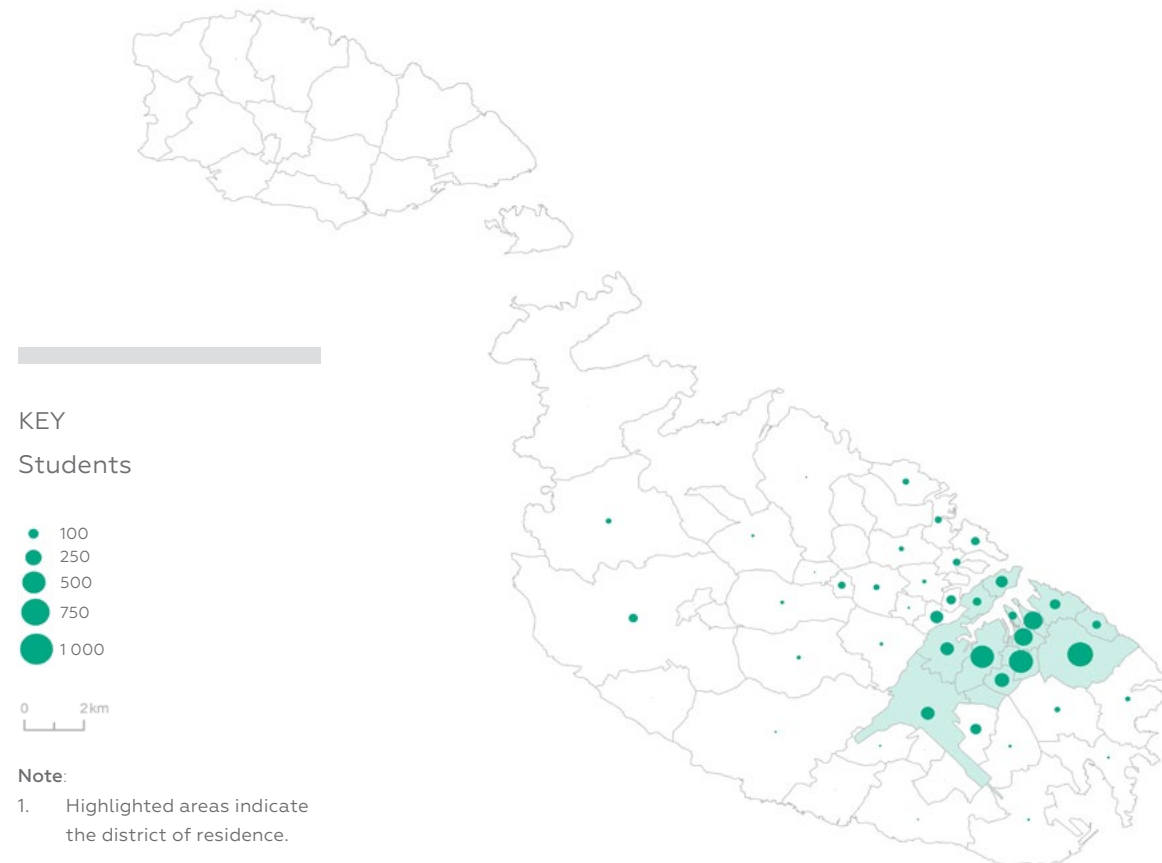 KEY
Students
100
250
500
750
1 000
0 2km
Note:
1. Highlighted areas indicate
the district of residence.